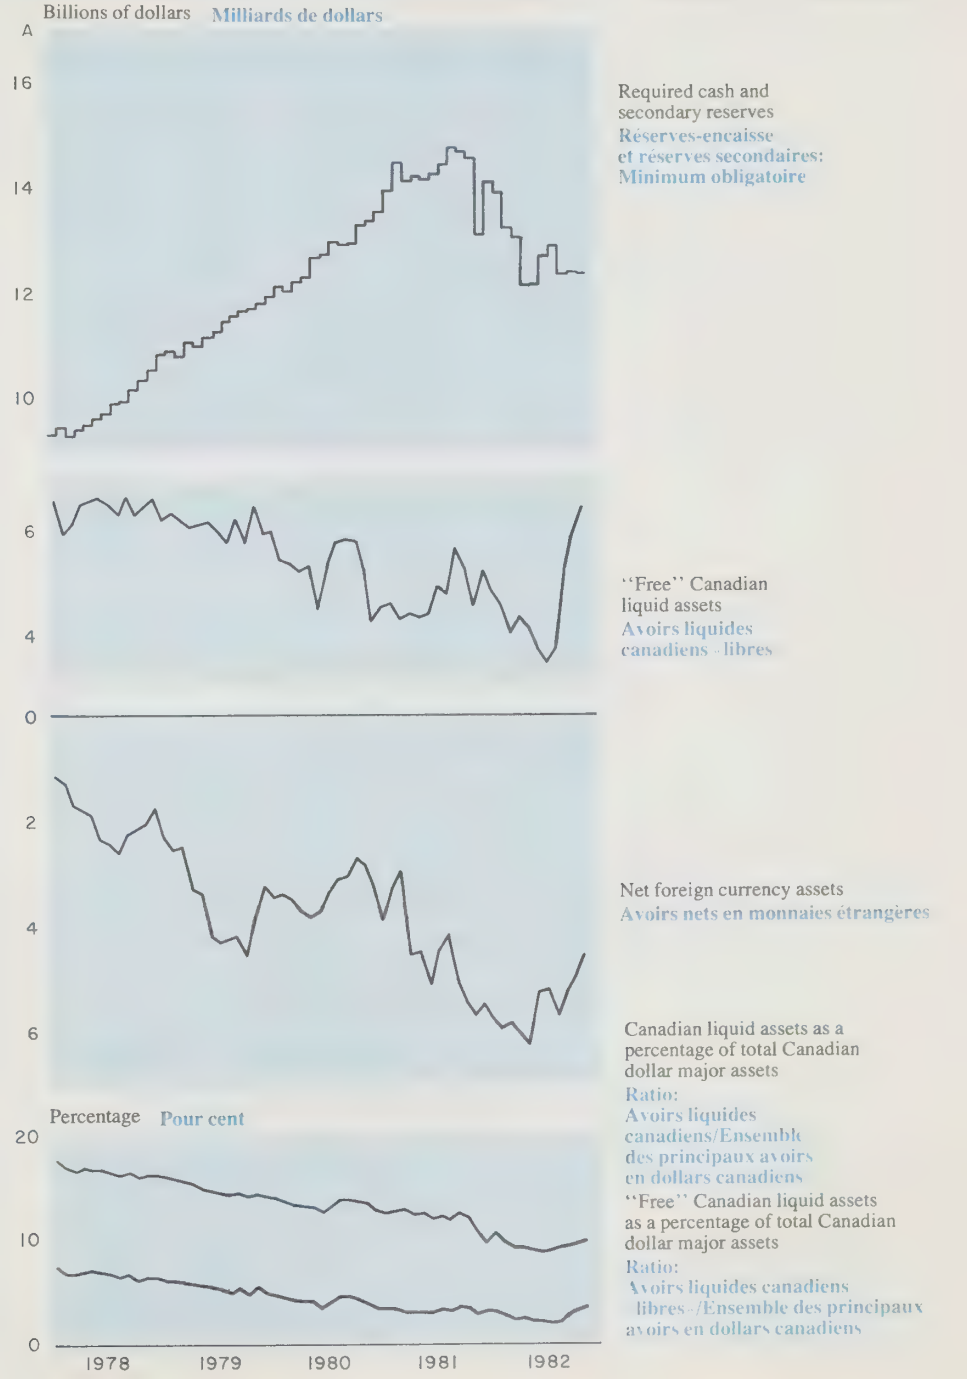 Billions of dollars Milliards de dollars
A
16
14
12
10
Required cash and
secondary reserves
Réserves-encaisse
et réserves secondaires:
Minimum obligatoire
6
4
"Free" Canadian
liquid assets
Avoirs liquides
canadiens -libres
0
2
4
6
Net foreign currency assets
Avoirs nets en monnaies étrangères
Canadian liquid assets as a
percentage of total Canadian
dollar major assets
Ratio:
Avoirs liquides
canadiens/Ensemble
des principaux avoirs
en dollars canadiens
"Free" Canadian liquid assets
as a percentage of total Canadian
dollar major assets
Ratio:
Avoirs liquides canadiens
libres-/Ensemble des principaux
avoirs en dollars canadiens
Percentage Pour cent
20
10
0
1978 1979 1980 1981 1982